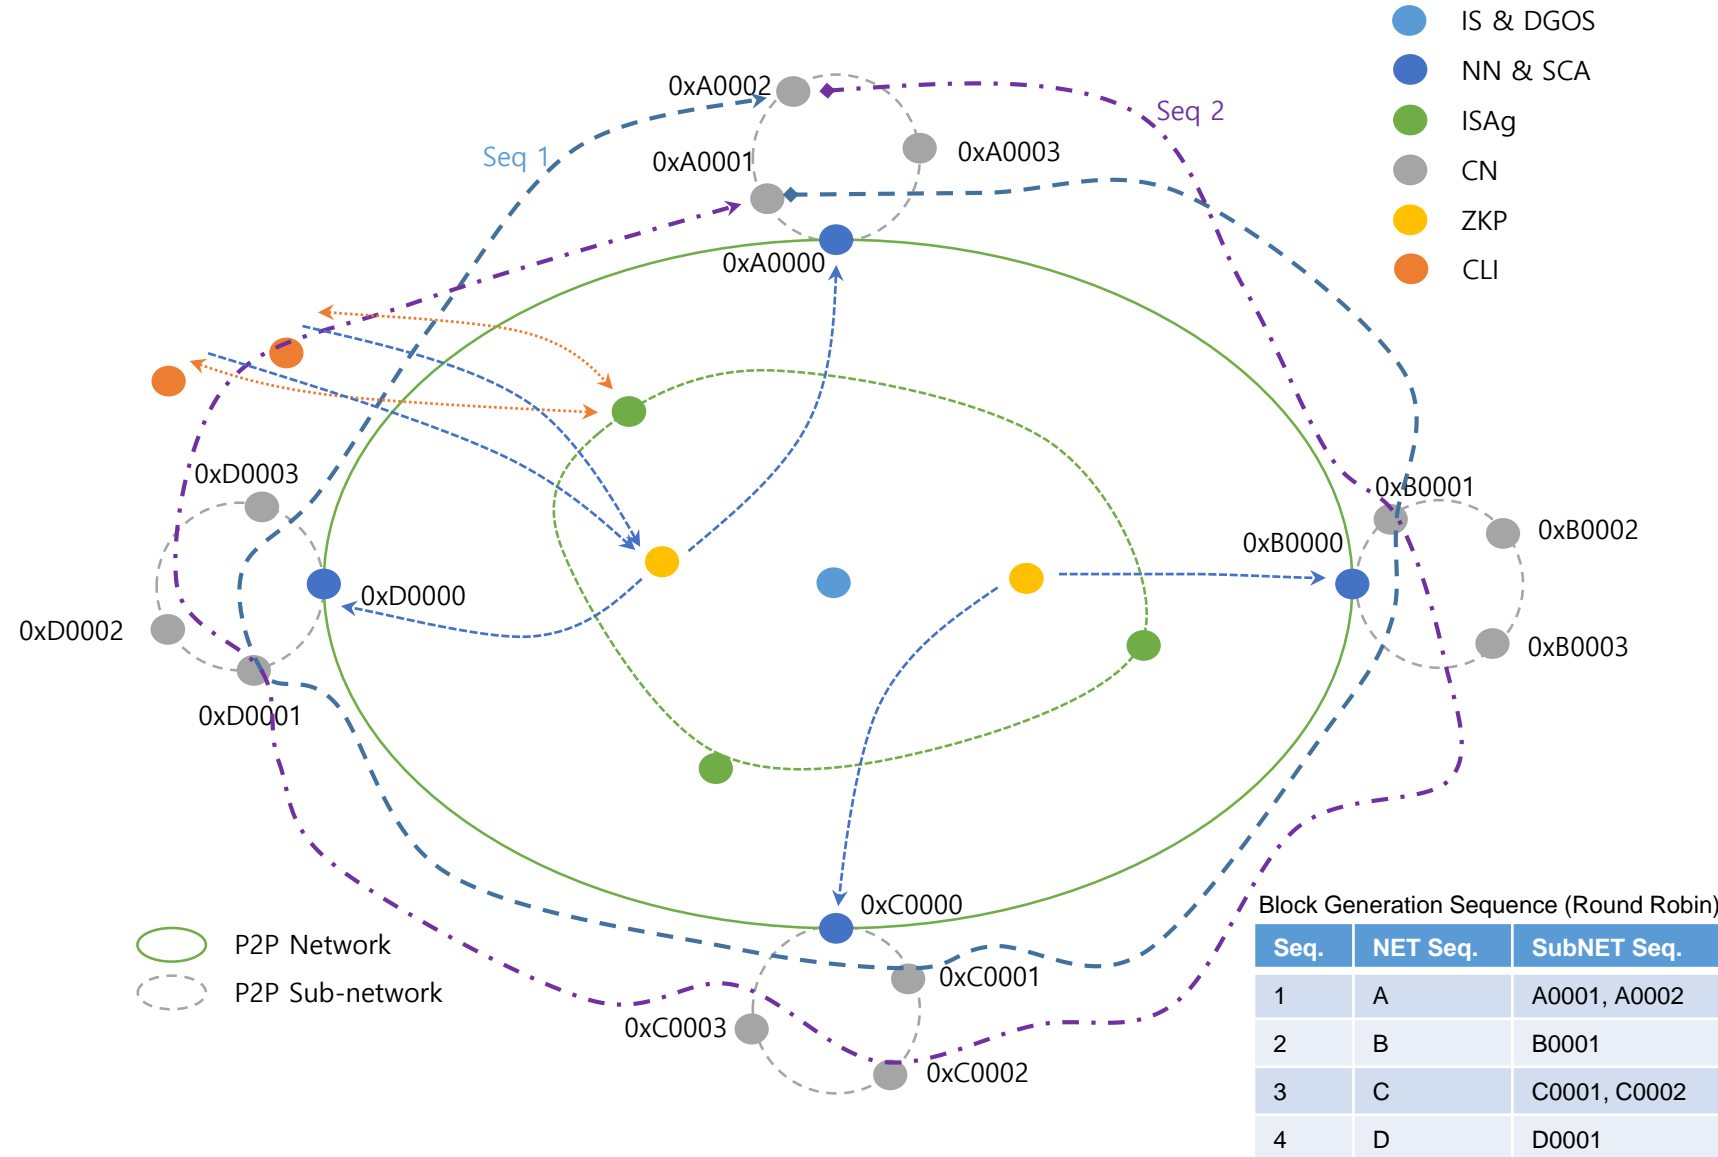 IS & DGOS
NN & SCA
ISAg
CN
ZKP
CLI
0xA0002
Seq 2
Seq 1
0xA0001
0xA0003
0xA0000
0xD0003
0xB0001
0xB0002
0xB0000
0xD0000
0xD0002
0xB0003
0xD0001
0xC0000
Block Generation Sequence (Round Robin)
P2P Network
Seq. NET Seq. SubNET Seq.
0xC0001
P2P Sub-network
1 A A0001, A0002
0xC0003
2 B B0001
0xC0002
3 C C0001, C0002
4 D D0001